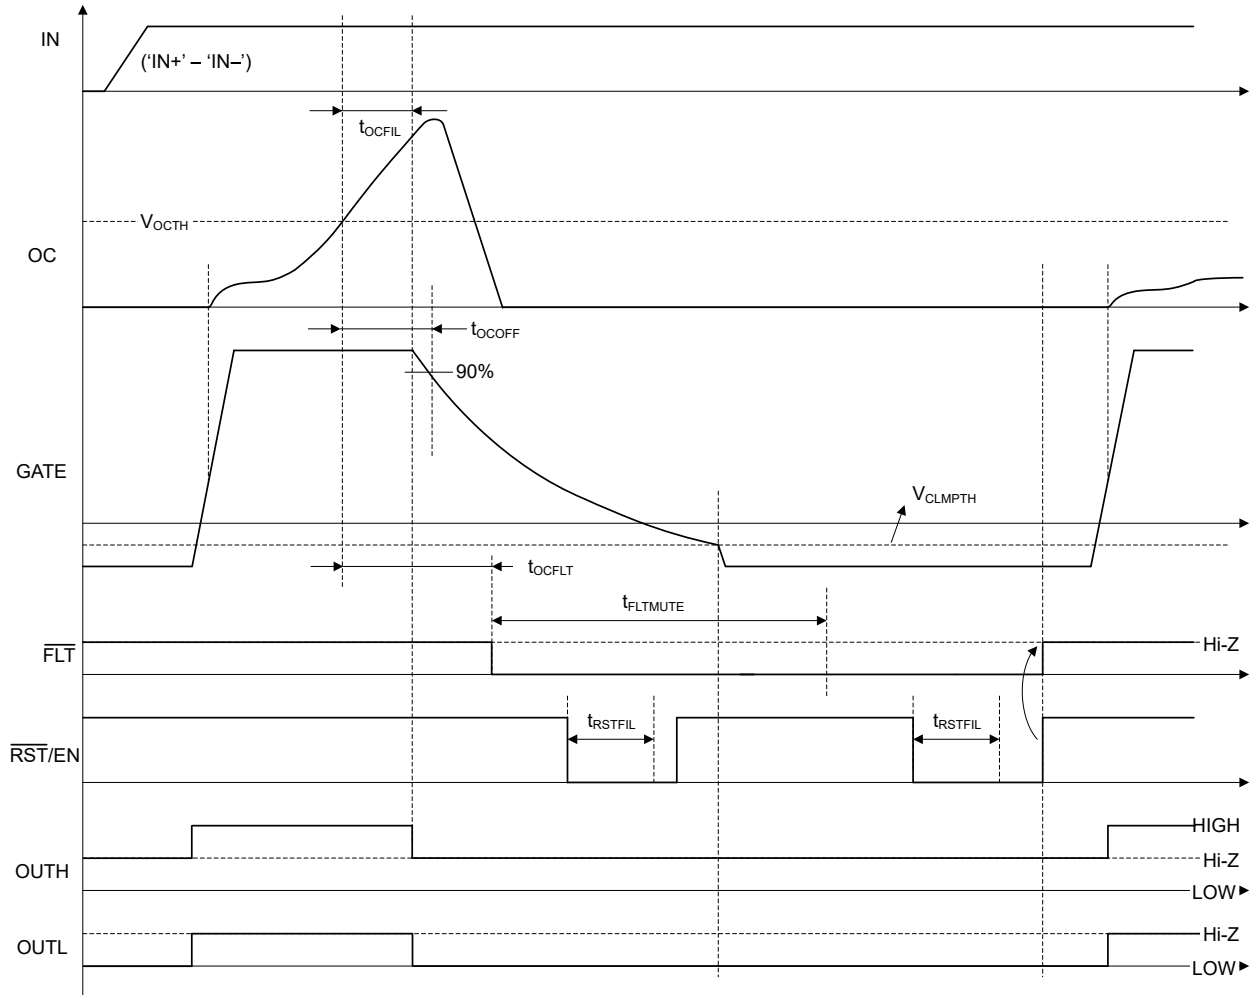 IN
('IN+' – 'IN–')
tOCFIL
VOCTH
OC
tOCOFF
90%
GATE
VCLMPTH
tOCFLT
tFLTMUTE
FLT
Hi-Z
tRSTFIL
tRSTFIL
RST/EN
HIGH
OUTH
Hi-Z
LOW
OUTL
Hi-Z
LOW